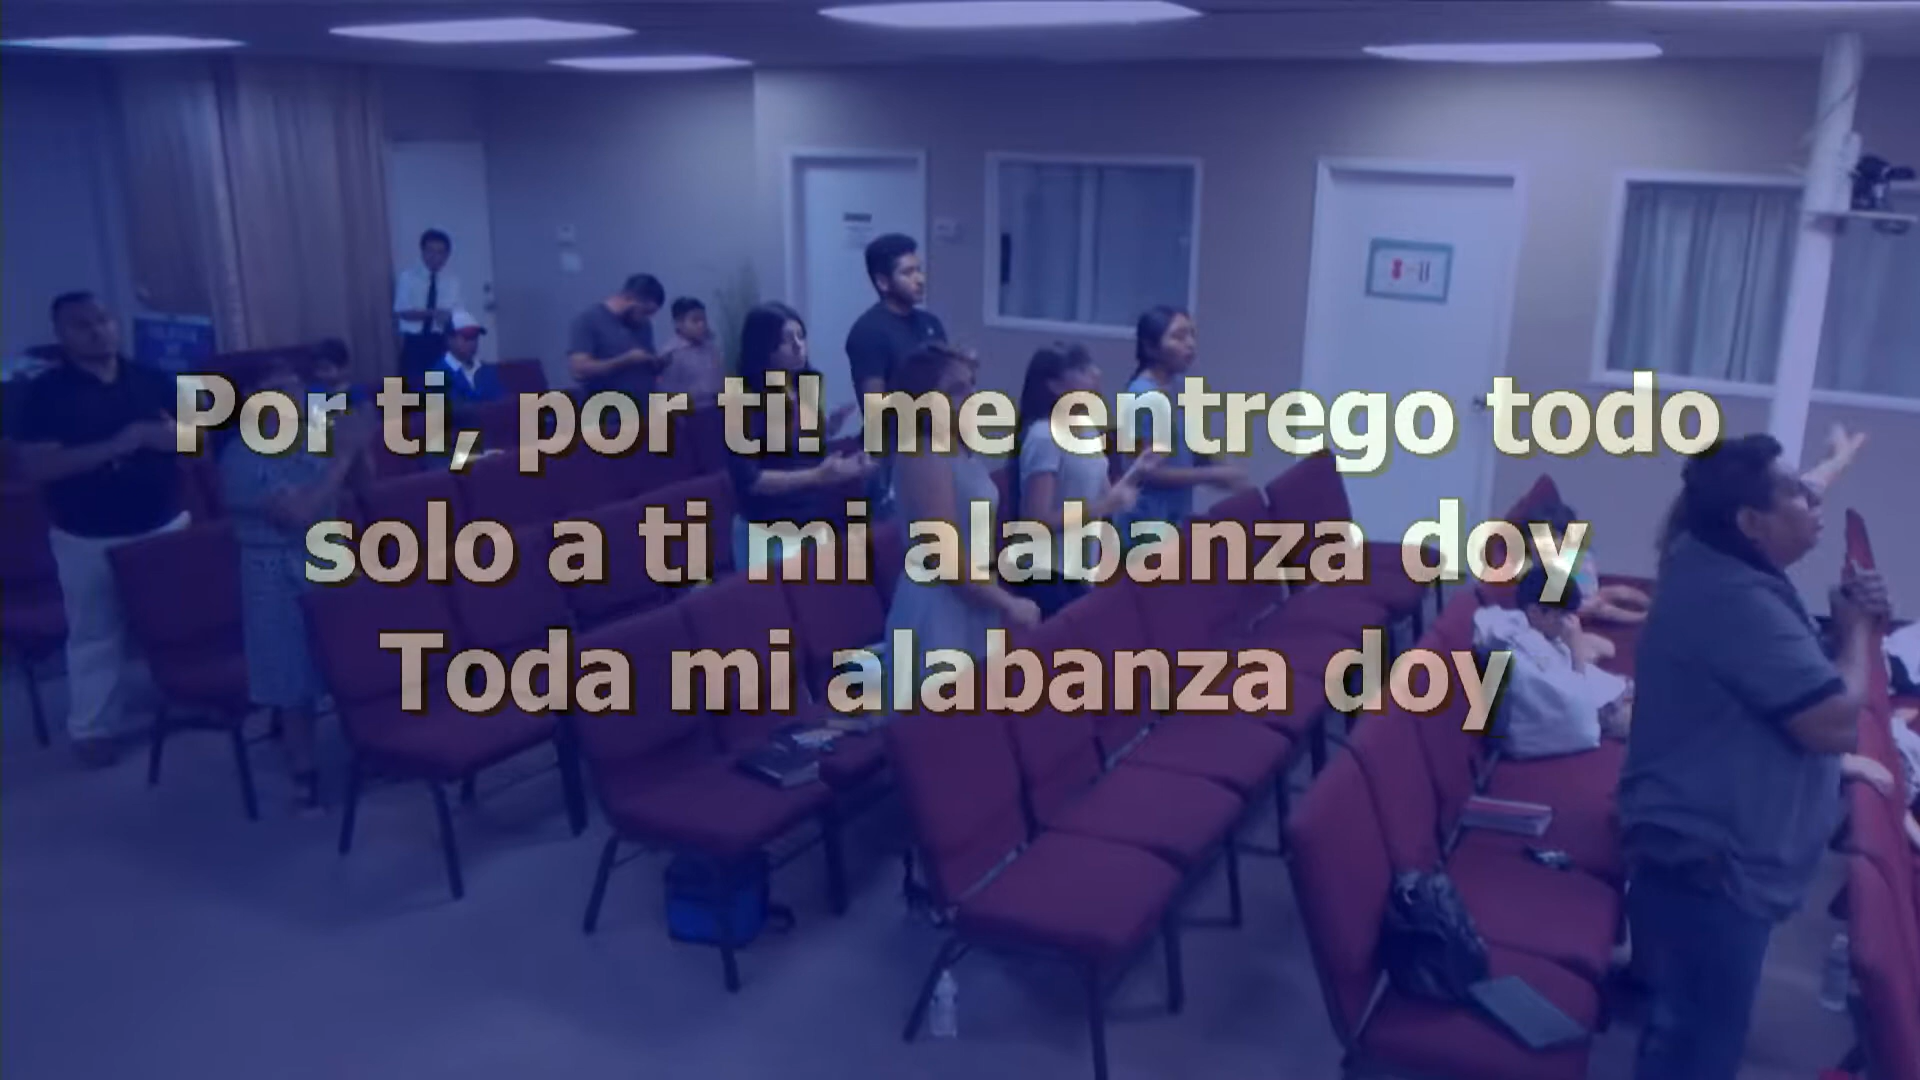 Por ti, por ti! me entrego todo
solo a ti mi alabanza doy
Toda mi alabanza doy